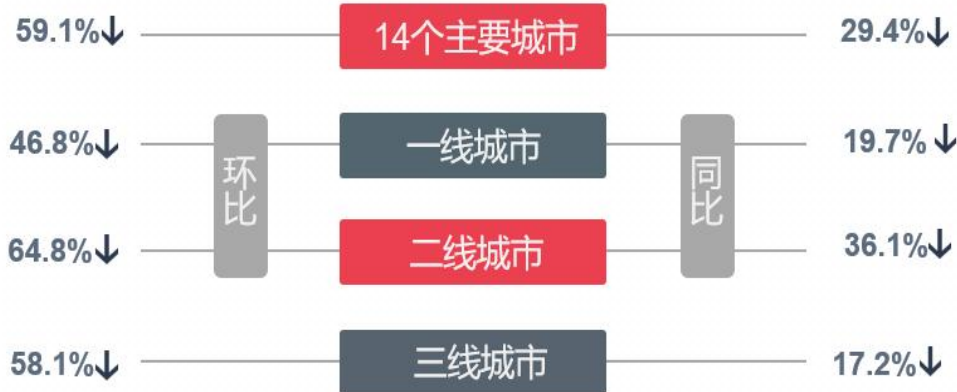 59.1%↓ 14个主要城市 29.4%↓
46.8%↓ 一线城市 19.7%↓
环比 同比
64.8%↓ 二线城市 36.1%↓
58.1%↓ 三线城市 17.2%↓